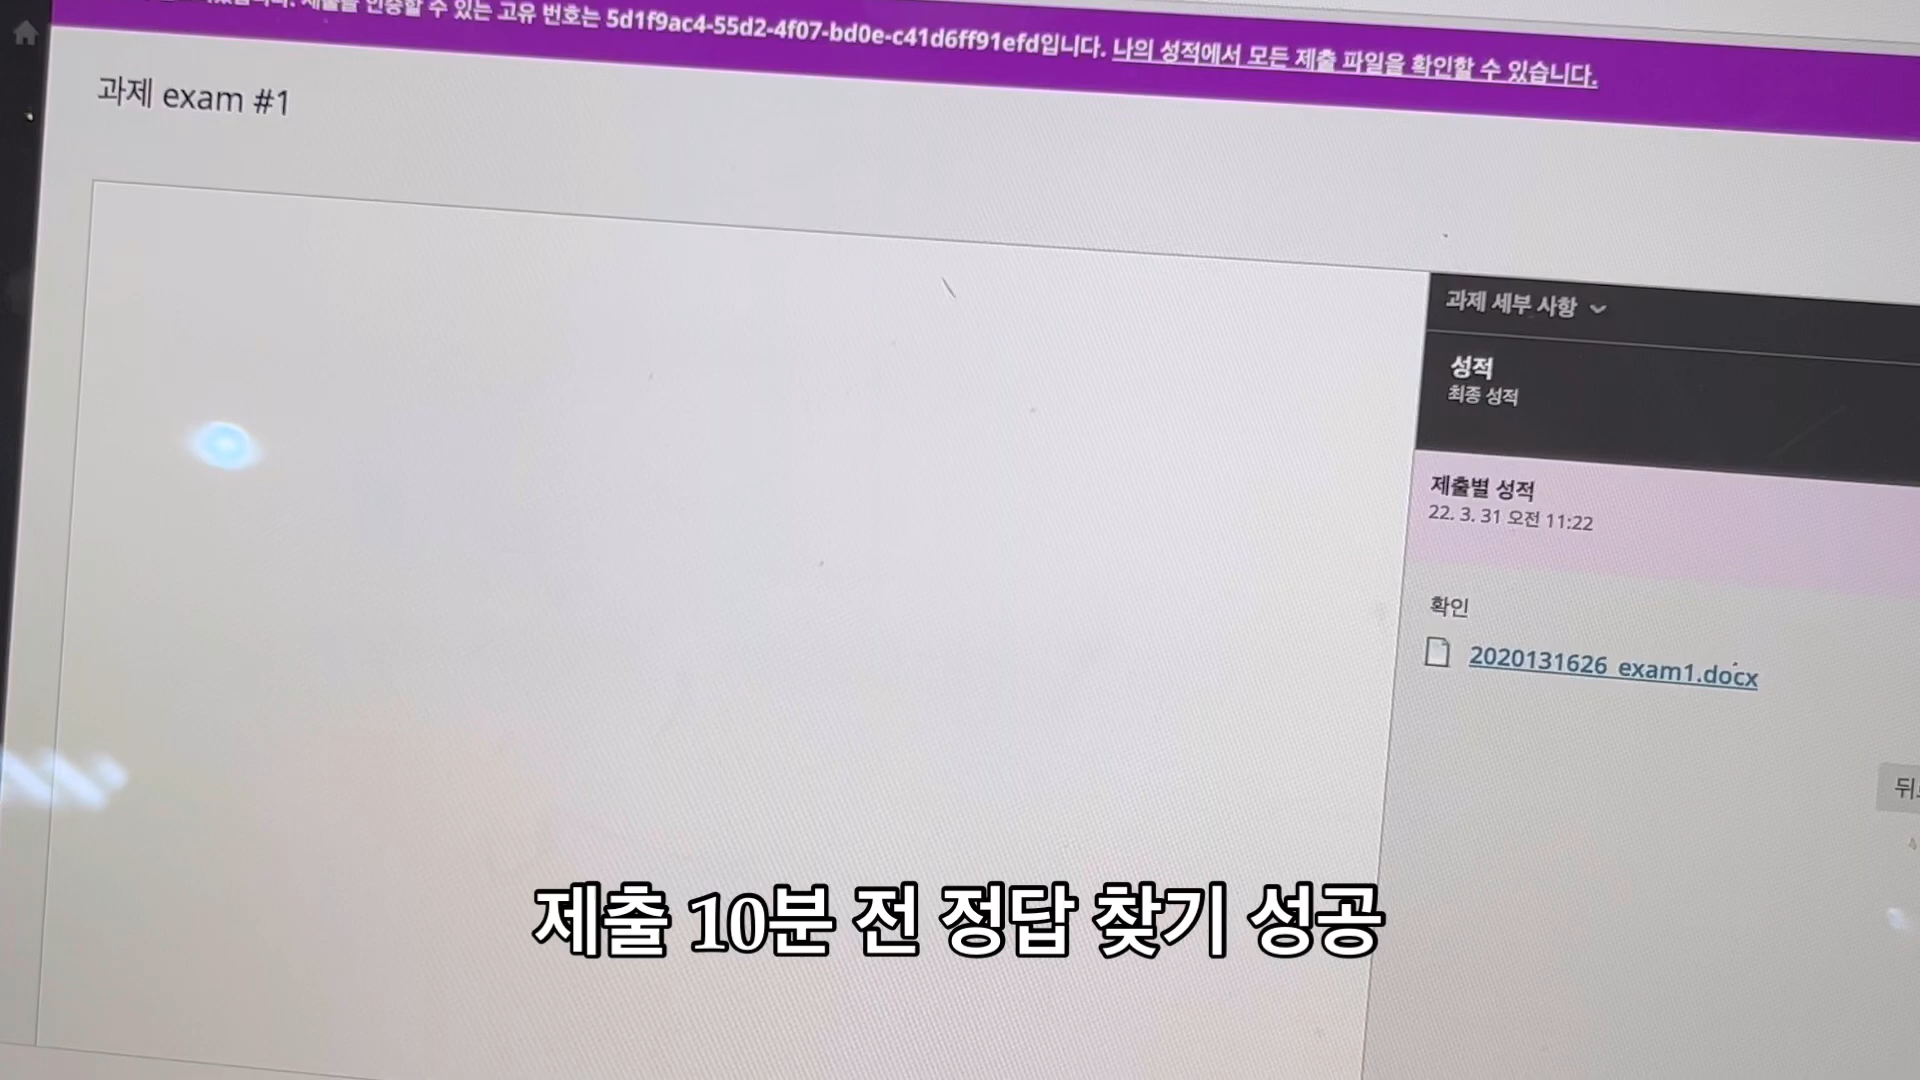 제출을 인증할 수 있는 고유 번호는 5d1f9ac4-55d2-4f07-bd0e-c41d6ff91efd입니다. 나의 성적에서 모든 제출 파일을 확인할 수 있습니다.
과제 exam #1
과제 세부 사항
성적
최종 성적
제출별 성적
22. 3. 31 오전 11:22
확인
2020131626_exam1.docx
제출 10분 전 정답 찾기 성공